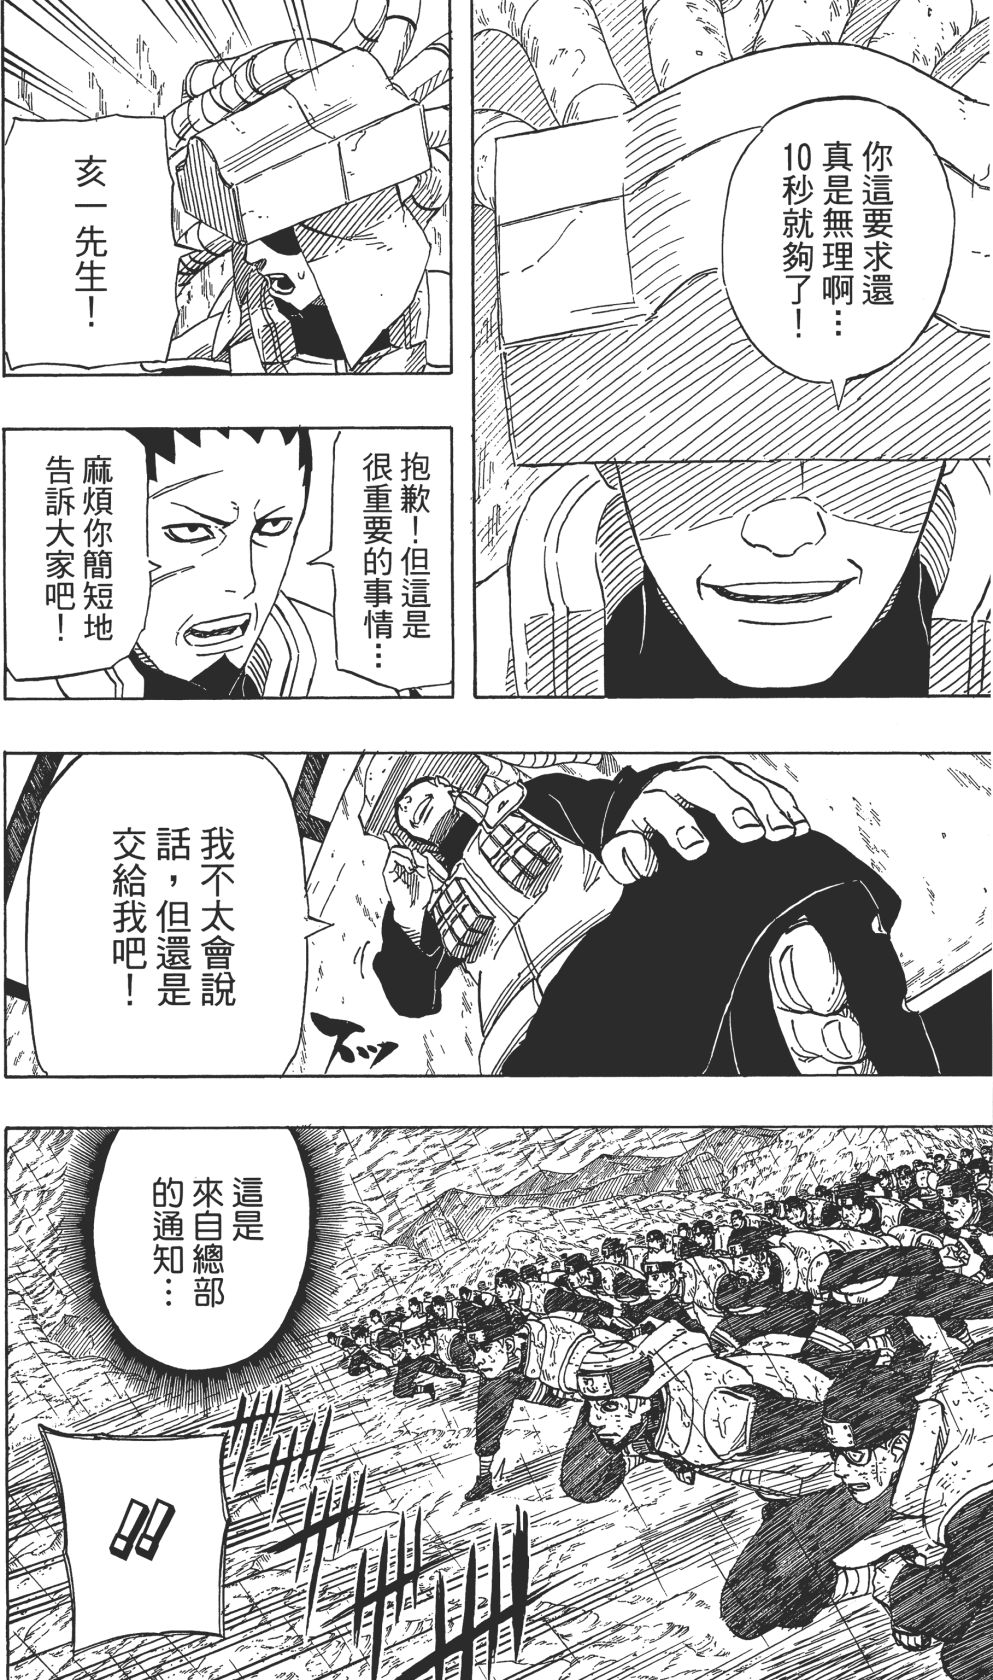 你這要求還
真是無理啊…
10秒就夠了！
亥一先生！
抱歉！但這是
很重要的事情…
麻煩你簡短地
告訴大家吧！
我不太會說
話，但還是
交給我吧！
スッ
這是
來自總部
的通知…
!!